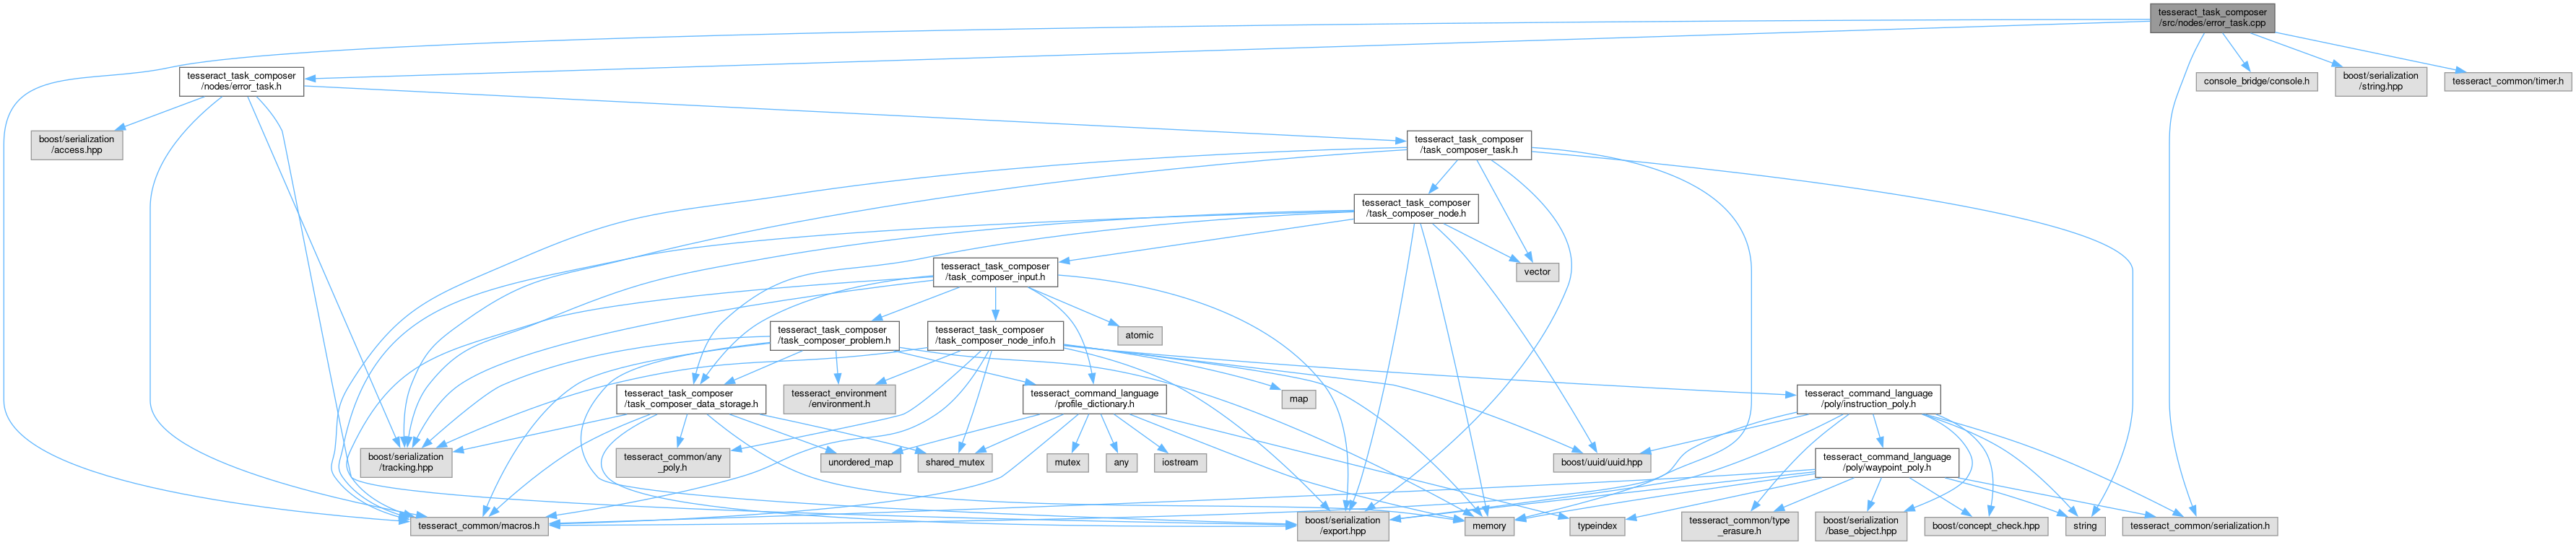 tesseract_task_composer
/src/nodes/error_task.cpp
tesseract_task_composer
/nodes/error_task.h
console_bridge/console.h
boost/serialization
/string.hpp
tesseract_common/timer.h
boost/serialization
/access.hpp
tesseract_task_composer
/task_composer_task.h
tesseract_task_composer
/task_composer_node.h
tesseract_task_composer
/task_composer_input.h
vector
tesseract_task_composer
/task_composer_problem.h
tesseract_task_composer
/task_composer_node_info.h
atomic
tesseract_task_composer
/task_composer_data_storage.h
tesseract_environment
/environment.h
tesseract_command_language
/profile_dictionary.h
map
tesseract_command_language
/poly/instruction_poly.h
boost/serialization
/tracking.hpp
tesseract_common/any
_poly.h
unordered_map
shared_mutex
mutex
any
iostream
boost/uuid/uuid.hpp
tesseract_command_language
/poly/waypoint_poly.h
tesseract_common/macros.h
boost/serialization
/export.hpp
memory
typeindex
tesseract_common/type
_erasure.h
boost/serialization
/base_object.hpp
boost/concept_check.hpp
string
tesseract_common/serialization.h